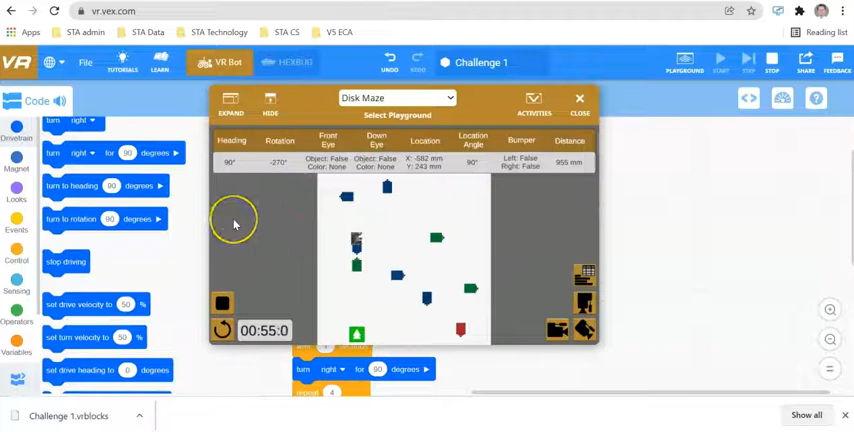 vr.vex.com
Reading list
Apps STA admin STA Data STA Technology STA CS V5 ECA
VR File TUTORIALS LEARN VR Bot HEXBUG UNDO REDO Challenge 1 PLAYGROUND START STEP STOP SHARE FEEDBACK
Code
EXPAND HIDE Disk Maze ACTIVITIES CLOSE
Select Playground
Heading Rotation Front Eye Down Eye Location Location Angle Bumper Distance
90° -270° Object: False Color: None Object: False Color: None X: -582 mm Y: 243 mm 90° Left: False Right: False 955 mm
00:55:0
Drivetrain
Magnet
Looks
Events
Control
Sensing
Operators
Variables
turn right
turn right for 90 degrees
turn to heading 90 degrees
turn to rotation 90 degrees
stop driving
set drive velocity to 50 %
set turn velocity to 50 %
set drive heading to 0 degrees
turn right for 90 degrees
repeat 4
Challenge 1.vrblocks
Show all